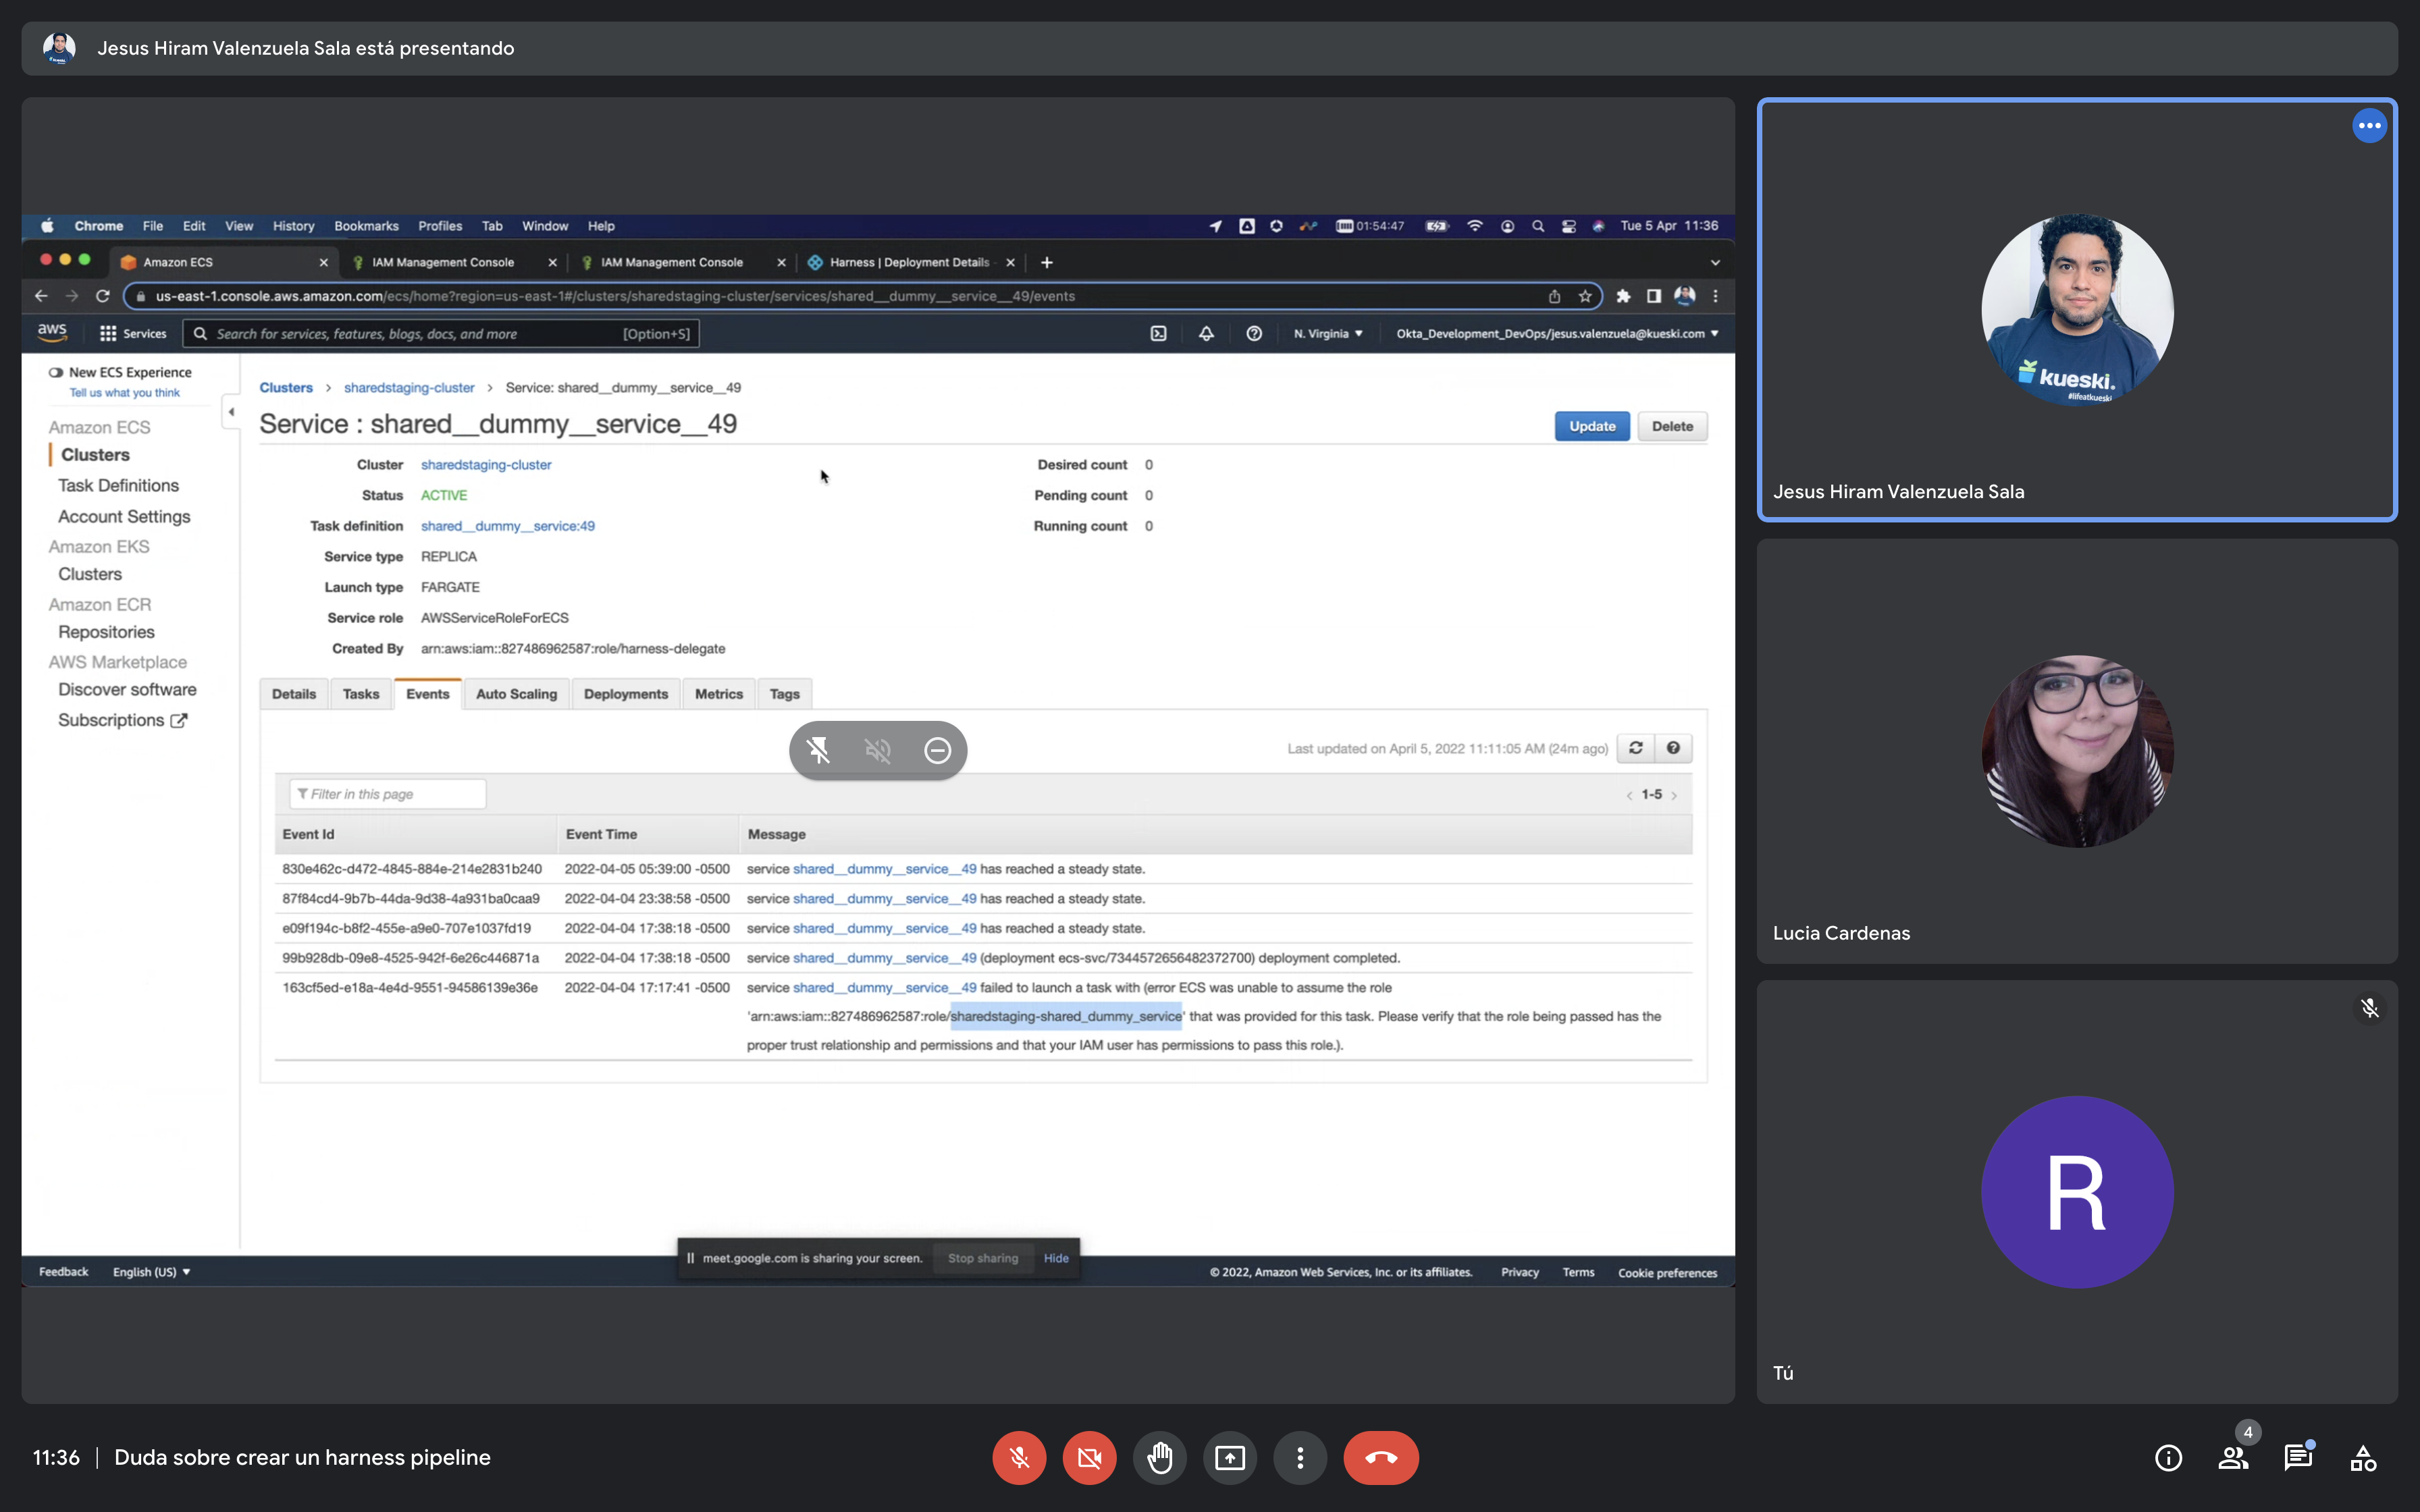 Jesus Hiram Valenzuela Sala está presentando
Chrome File Edit View History Bookmarks Profiles Tab Window Help 01:54:47 Tue 5 Apr 11:36
Amazon ECS IAM Management Console IAM Management Console Harness | Deployment Details
us-east-1.console.aws.amazon.com/ecs/home?region=us-east-1#/clusters/sharedstaging-cluster/services/shared__dummy__service__49/events
aws Services Search for services, features, blogs, docs, and more [Option+S] N. Virginia Okta_Development_DevOps/jesus.valenzuela@kueski.com
New ECS Experience
Tell us what you think
Amazon ECS
Clusters
Task Definitions
Account Settings
Amazon EKS
Clusters
Amazon ECR
Repositories
AWS Marketplace
Discover software
Subscriptions
Clusters > sharedstaging-cluster > Service: shared__dummy__service__49
Service : shared__dummy__service__49 Update Delete
Cluster sharedstaging-cluster Desired count 0
Status ACTIVE Pending count 0
Task definition shared__dummy__service:49 Running count 0
Service type REPLICA
Launch type FARGATE
Service role AWSServiceRoleForECS
Created By arn:aws:iam::827486962587:role/harness-delegate
Details Tasks Events Auto Scaling Deployments Metrics Tags
Last updated on April 5, 2022 11:11:05 AM (24m ago)
Filter in this page < 1-5 >
Event Id Event Time Message
830e462c-d472-4845-884e-214e2831b240 2022-04-05 05:39:00 -0500 service shared__dummy__service__49 has reached a steady state.
87f84cd4-9b7b-44da-9d38-4a931ba0caa9 2022-04-04 23:38:58 -0500 service shared__dummy__service__49 has reached a steady state.
e09f194c-b8f2-455e-a9e0-707e1037fd19 2022-04-04 17:38:18 -0500 service shared__dummy__service__49 has reached a steady state.
99b928db-09e8-4525-942f-6e26c446871a 2022-04-04 17:38:18 -0500 service shared__dummy__service__49 (deployment ecs-svc/7344572656482372700) deployment completed.
163cf5ed-e18a-4e4d-9551-94586139e36e 2022-04-04 17:17:41 -0500 service shared__dummy__service__49 failed to launch a task with (error ECS was unable to assume the role
'arn:aws:iam::827486962587:role/sharedstaging-shared_dummy_service' that was provided for this task. Please verify that the role being passed has the
proper trust relationship and permissions and that your IAM user has permissions to pass this role.).
meet.google.com is sharing your screen. Stop sharing Hide
Feedback English (US) © 2022, Amazon Web Services, Inc. or its affiliates. Privacy Terms Cookie preferences
kueski.
#lifeatkueski
Jesus Hiram Valenzuela Sala
Lucia Cardenas
R
Tú
11:36 | Duda sobre crear un harness pipeline 4